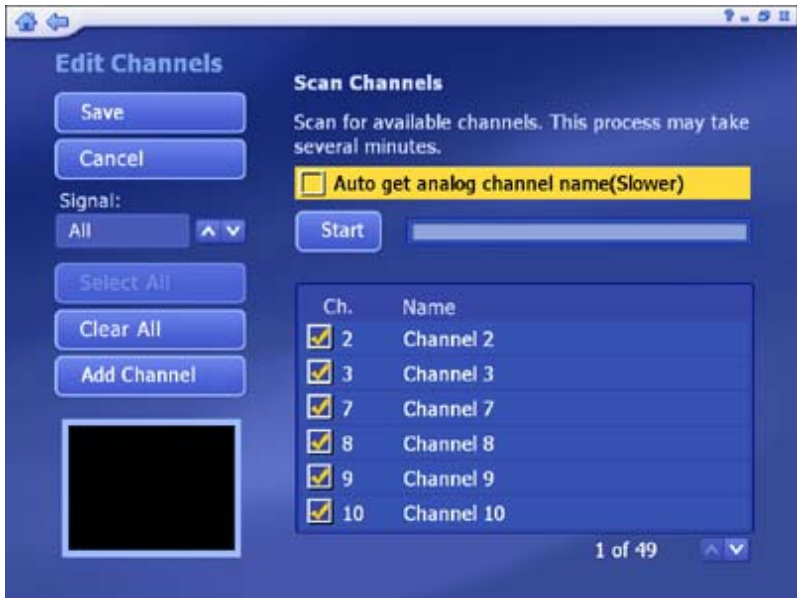 ?
Edit Channels
Save
Cancel
Signal:
All
Select All
Clear All
Add Channel
Scan Channels
Scan for available channels. This process may take
several minutes.
Auto get analog channel name(Slower)
Start
Ch. Name
2 Channel 2
3 Channel 3
7 Channel 7
8 Channel 8
9 Channel 9
10 Channel 10
1 of 49